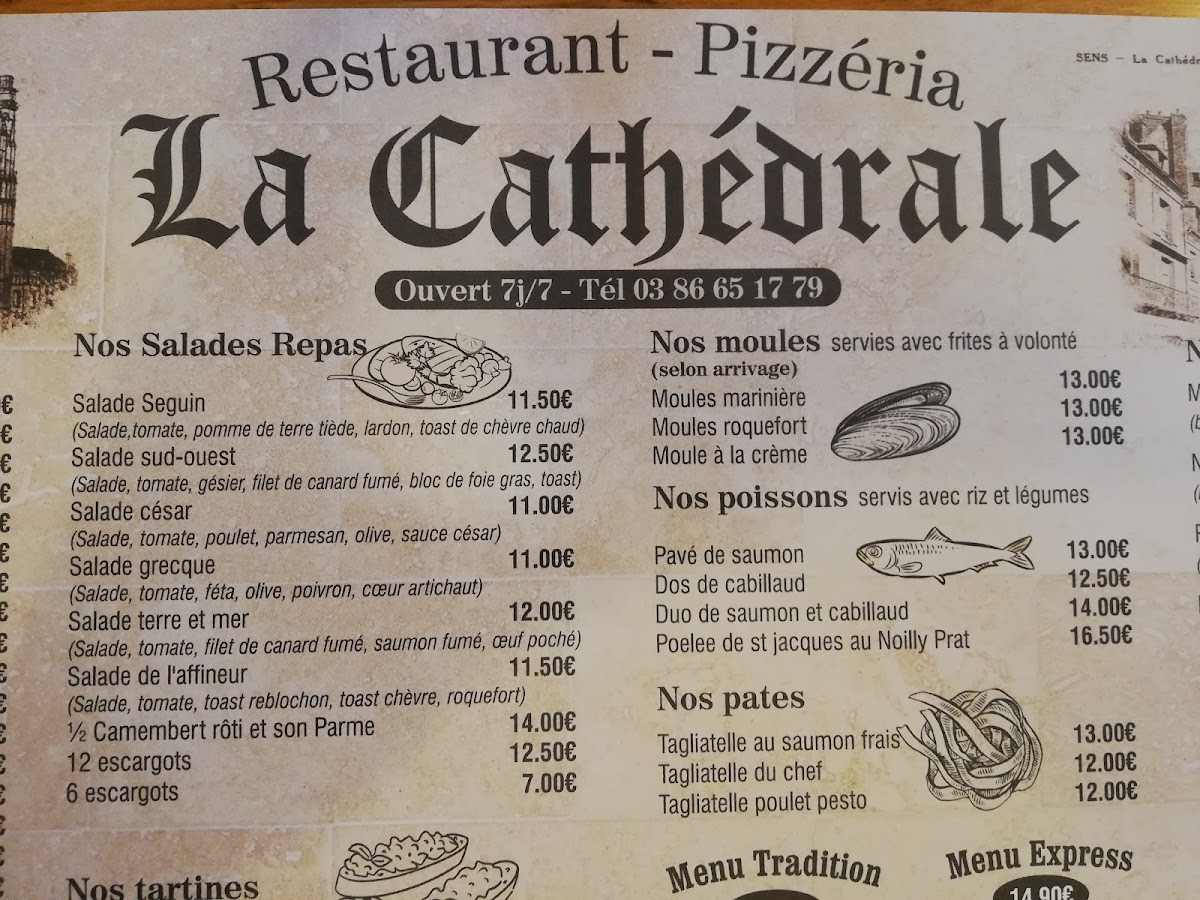 Restaurant - Pizzéria
SENS - La Cathédr
La Cathédrale
Ouvert 7j/7 - Tél 03 86 65 17 79
Nos Salades Repas
Salade Seguin 11.50€
(Salade,tomate, pomme de terre tiède, lardon, toast de chèvre chaud)
Salade sud-ouest 12.50€
(Salade, tomate, gésier, filet de canard fumé, bloc de foie gras, toast)
Salade césar 11.00€
(Salade, tomate, poulet, parmesan, olive, sauce césar)
Salade grecque 11.00€
(Salade, tomate, féta, olive, poivron, cœur artichaut)
Salade terre et mer 12.00€
(Salade, tomate, filet de canard fumé, saumon fumé, œuf poché)
Salade de l'affineur 11.50€
(Salade, tomate, toast reblochon, toast chèvre, roquefort)
½ Camembert rôti et son Parme 14.00€
12 escargots 12.50€
6 escargots 7.00€
Nos tartines
Nos moules servies avec frites à volonté
(selon arrivage)
Moules marinière 13.00€
Moules roquefort 13.00€
Moule à la crème 13.00€
Nos poissons servis avec riz et légumes
Pavé de saumon 13.00€
Dos de cabillaud 12.50€
Duo de saumon et cabillaud 14.00€
Poelee de st jacques au Noilly Prat 16.50€
Nos pates
Tagliatelle au saumon frais 13.00€
Tagliatelle du chef 12.00€
Tagliatelle poulet pesto 12.00€
Menu Tradition
Menu Express
14.90€